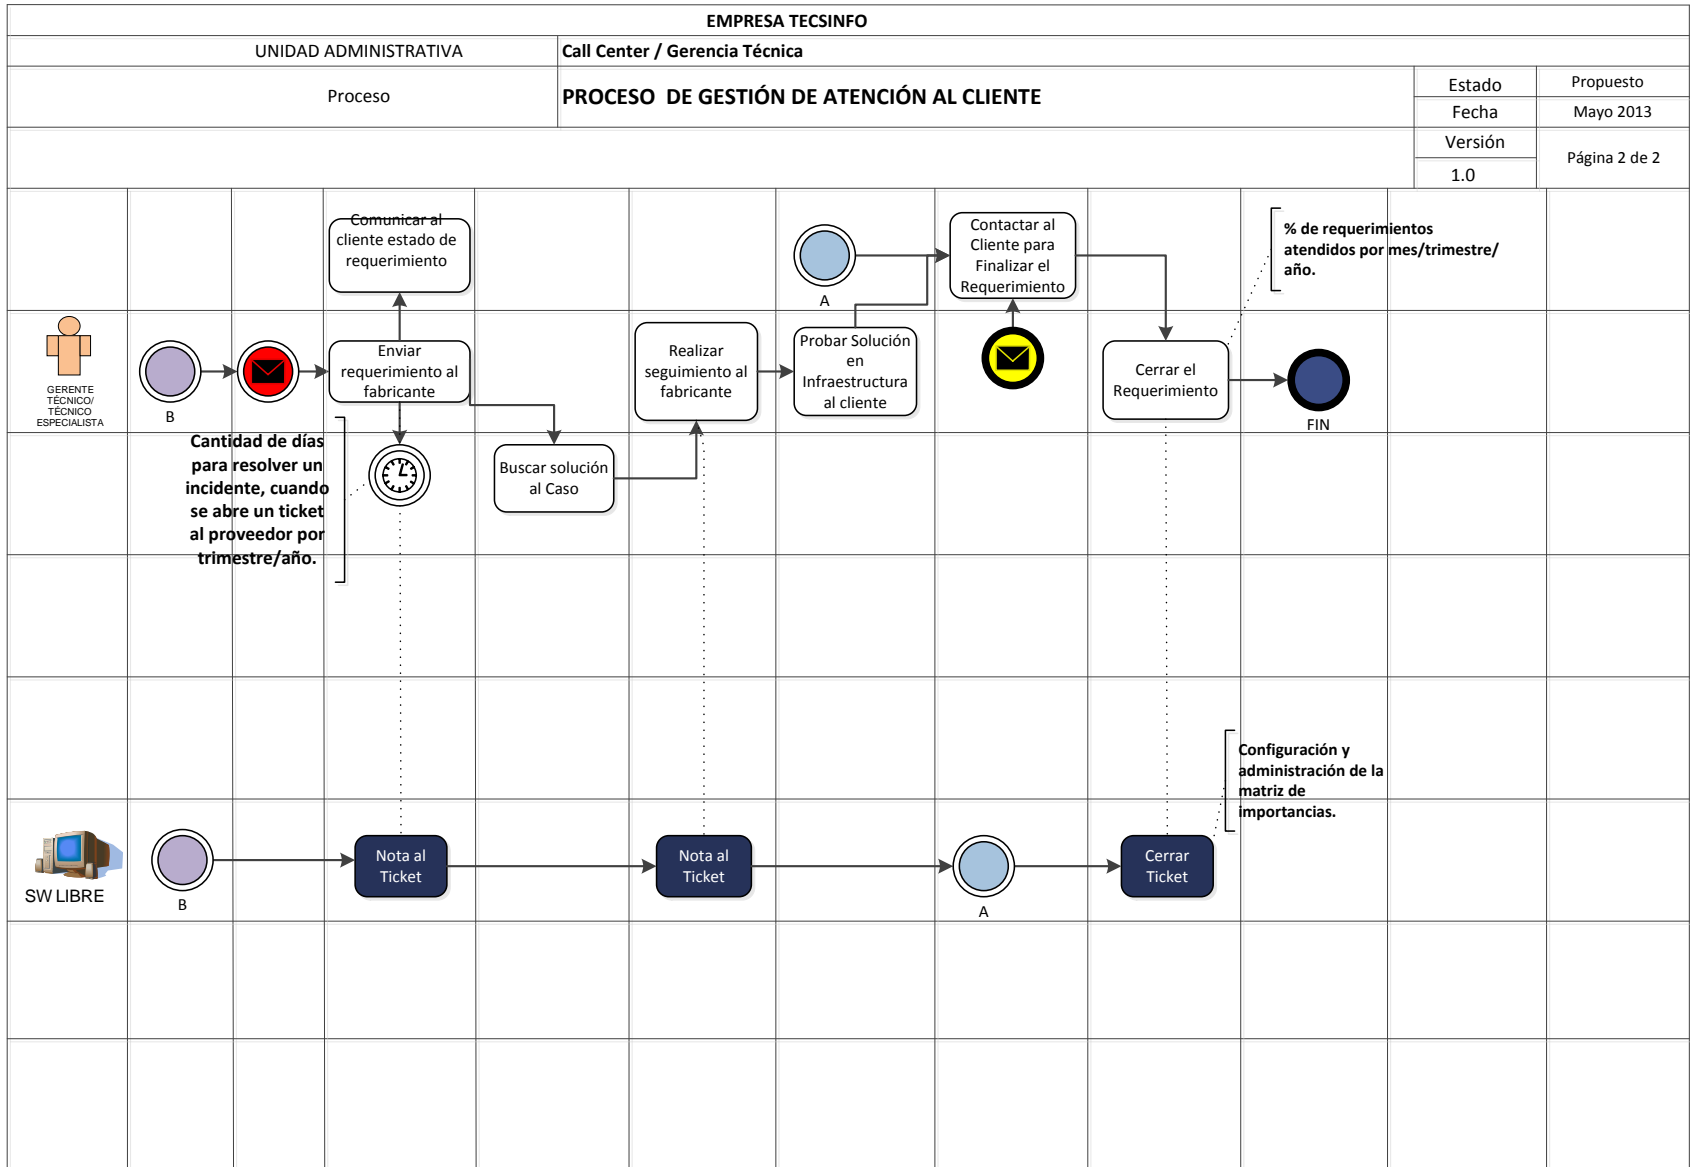 EMPRESA TECSINFO
UNIDAD ADMINISTRATIVA
Call Center / Gerencia Técnica
Proceso
PROCESO DE GESTIÓN DE ATENCIÓN AL CLIENTE
Estado
Propuesto
Fecha
Mayo 2013
Versión
1.0
Página 2 de 2
Comunicar al
cliente estado de
requerimiento
A
Contactar al
Cliente para
Finalizar el
Requerimiento
% de requerimientos
atendidos por mes/trimestre/
año.
GERENTE
TÉCNICO/
TÉCNICO
ESPECIALISTA
B
Enviar
requerimiento al
fabricante
Realizar
seguimiento al
fabricante
Probar Solución
en
Infraestructura
al cliente
Cerrar el
Requerimiento
FIN
Cantidad de días
para resolver un
incidente, cuando
se abre un ticket
al proveedor por
trimestre/año.
Buscar solución
al Caso
Configuración y
administración de la
matriz de
importancias.
SW LIBRE
B
Nota al
Ticket
Nota al
Ticket
A
Cerrar
Ticket